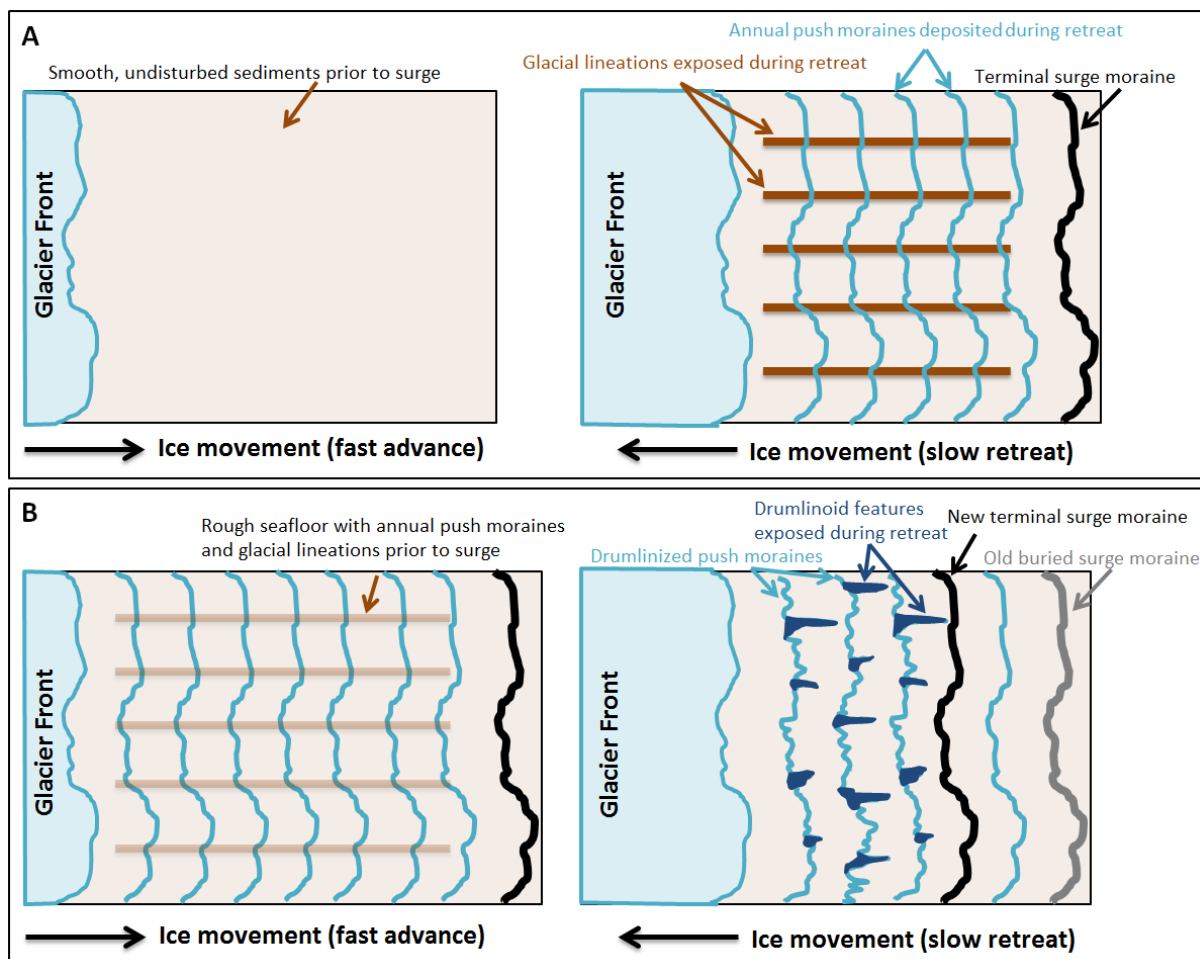 A
Smooth, undisturbed sediments prior to surge
Glacier Front
Ice movement (fast advance)
Annual push moraines deposited during retreat
Glacial lineations exposed during retreat
Terminal surge moraine
Glacier Front
Ice movement (slow retreat)
B
Rough seafloor with annual push moraines
and glacial lineations prior to surge
Glacier Front
Ice movement (fast advance)
Drumlinoid features
exposed during retreat
New terminal surge moraine
Drumlinized push moraines
Old buried surge moraine
Glacier Front
Ice movement (slow retreat)